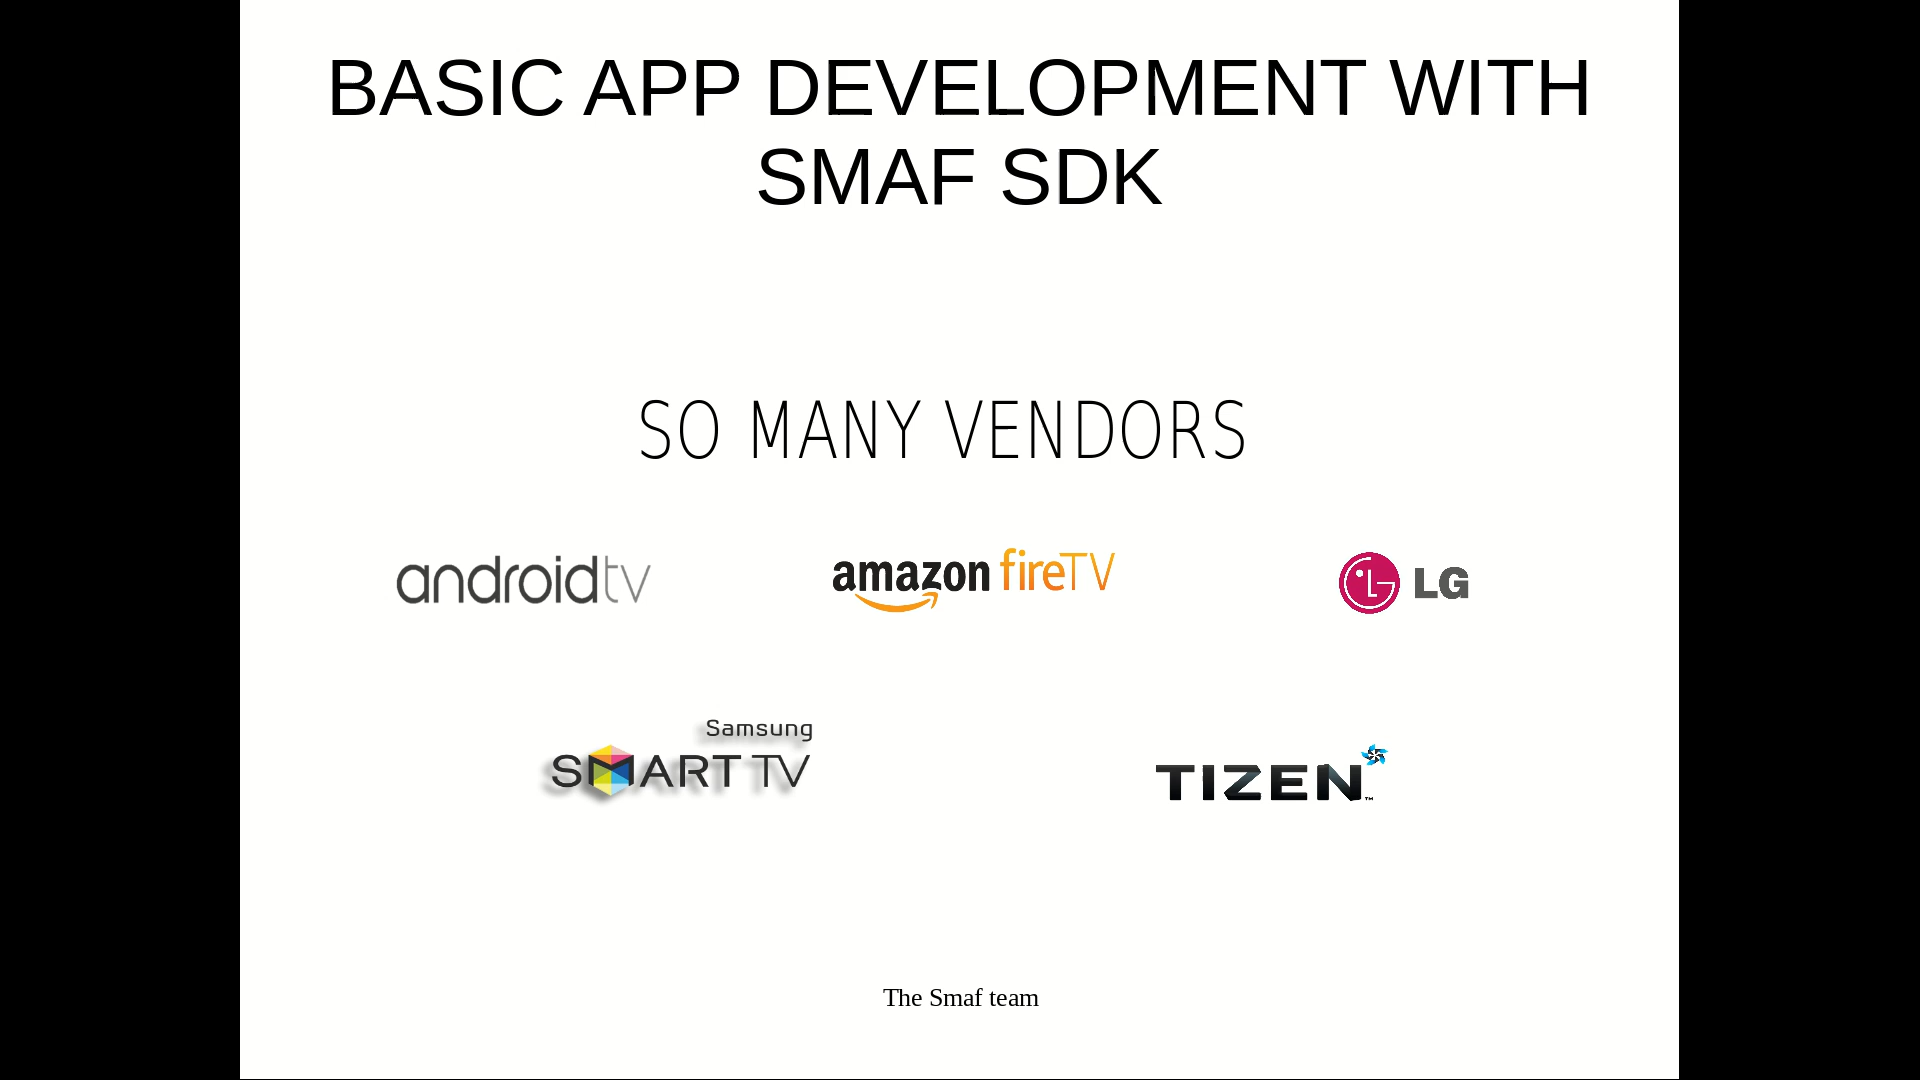 BASIC APP DEVELOPMENT WITH
SMAF SDK
SO MANY VENDORS
androidtv
amazon fireTV
LG
Samsung
SMART TV
TIZEN™
The Smaf team